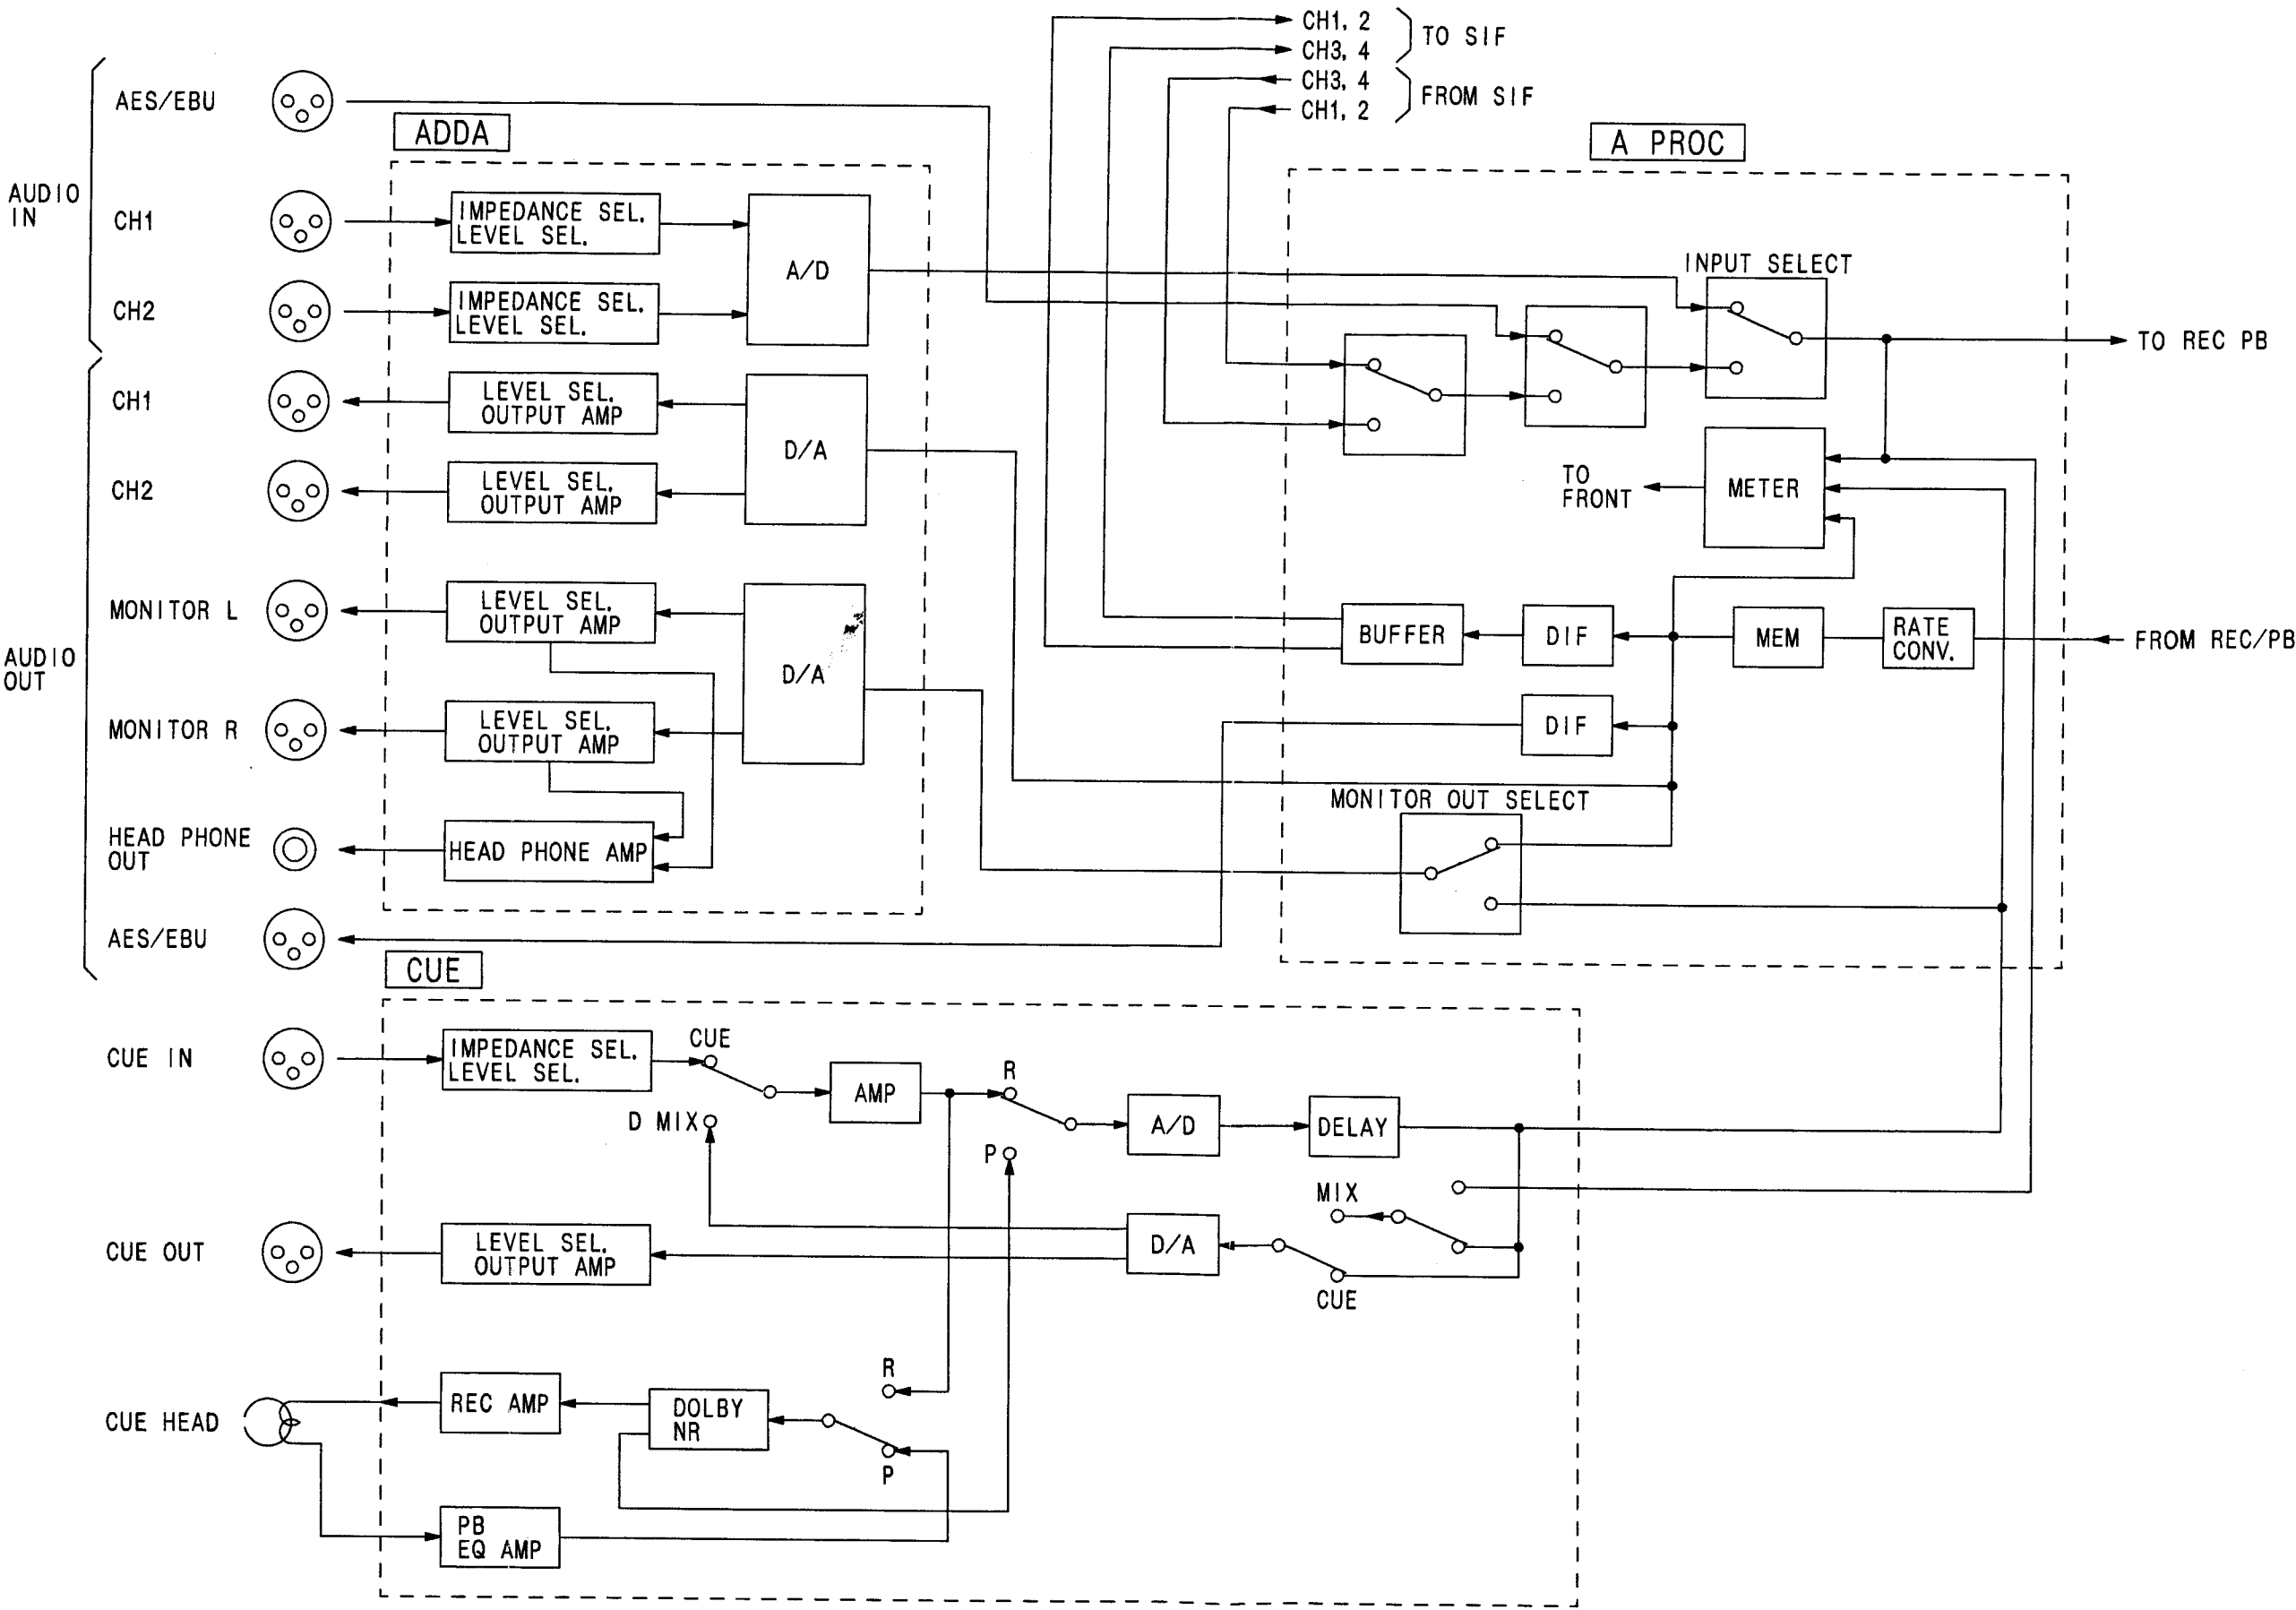 CH1, 2
CH3, 4
TO SIF
CH3, 4
CH1, 2
FROM SIF
AUDIO
IN
AES/EBU
ADDA
A PROC
CH1
IMPEDANCE SEL.
LEVEL SEL.
A/D
CH2
IMPEDANCE SEL.
LEVEL SEL.
INPUT SELECT
TO REC PB
AUDIO
OUT
CH1
LEVEL SEL.
OUTPUT AMP
D/A
CH2
LEVEL SEL.
OUTPUT AMP
TO
FRONT
METER
MONITOR L
LEVEL SEL.
OUTPUT AMP
D/A
BUFFER
DIF
MEM
RATE
CONV.
FROM REC/PB
MONITOR R
LEVEL SEL.
OUTPUT AMP
DIF
MONITOR OUT SELECT
HEAD PHONE
OUT
HEAD PHONE AMP
AES/EBU
CUE
CUE IN
IMPEDANCE SEL.
LEVEL SEL.
CUE
D MIX
AMP
R
P
A/D
DELAY
MIX
CUE OUT
LEVEL SEL.
OUTPUT AMP
D/A
CUE
CUE HEAD
REC AMP
DOLBY
NR
R
P
PB
EQ AMP